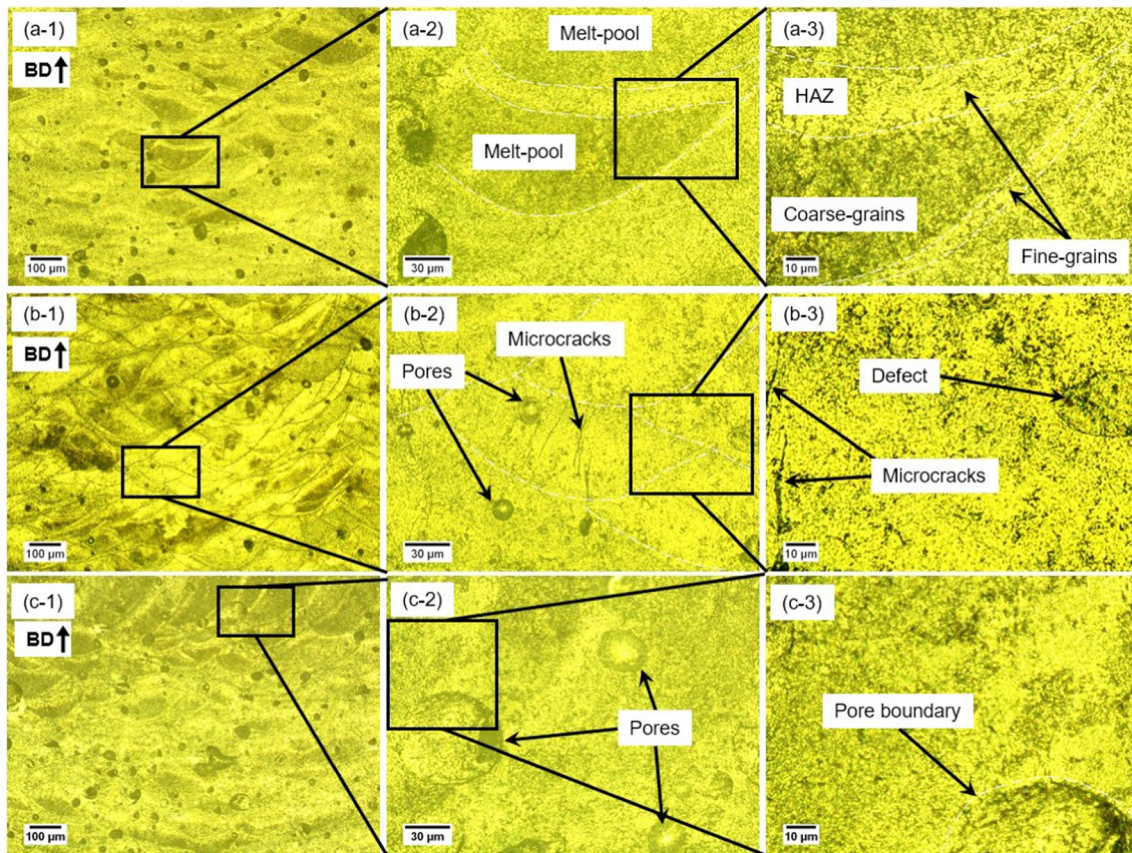 (a-1)
BD
100 µm
(a-2)
Melt-pool
Melt-pool
30 µm
(a-3)
HAZ
Coarse-grains
Fine-grains
10 µm
(b-1)
BD
100 µm
(b-2)
Microcracks
Pores
30 µm
(b-3)
Defect
Microcracks
10 µm
(c-1)
BD
100 µm
(c-2)
Pores
30 µm
(c-3)
Pore boundary
10 µm